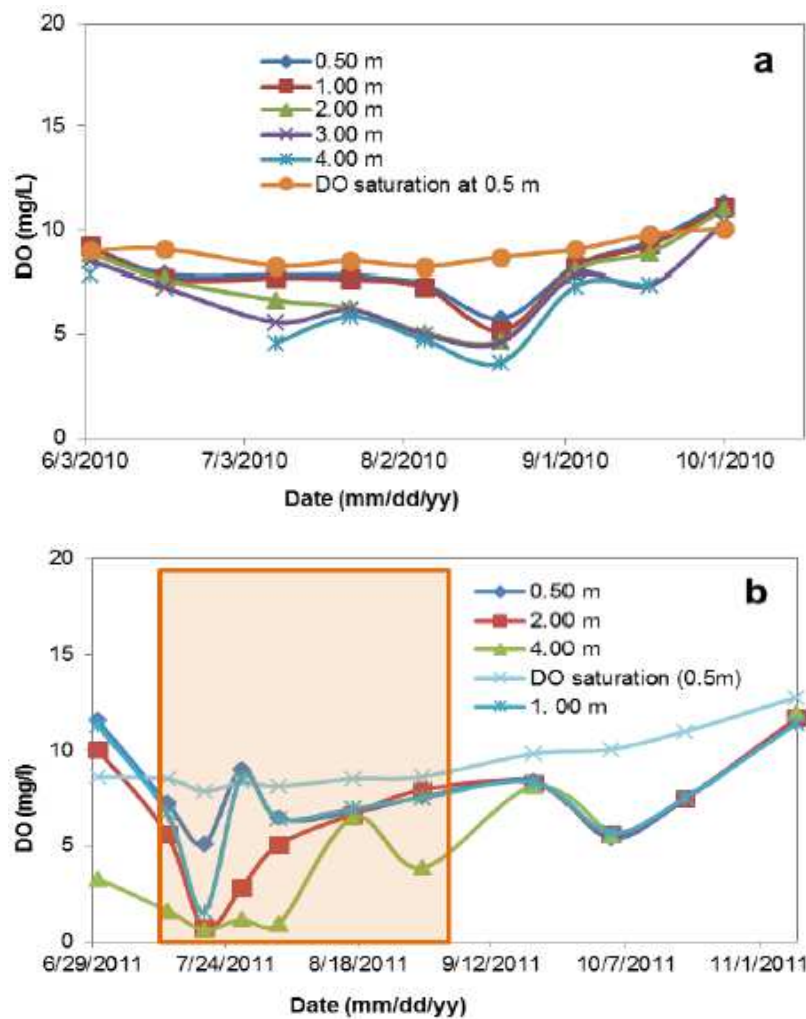 a
0.50 m
1.00 m
2.00 m
3.00 m
4.00 m
DO saturation at 0.5 m
DO (mg/L)
20
15
10
5
0
6/3/2010 7/3/2010 8/2/2010 9/1/2010 10/1/2010
Date (mm/dd/yy)
b
0.50 m
2.00 m
4.00 m
DO saturation (0.5m)
1. 00 m
DO (mg/l)
20
15
10
5
0
6/29/2011 7/24/2011 8/18/2011 9/12/2011 10/7/2011 11/1/2011
Date (mm/dd/yy)